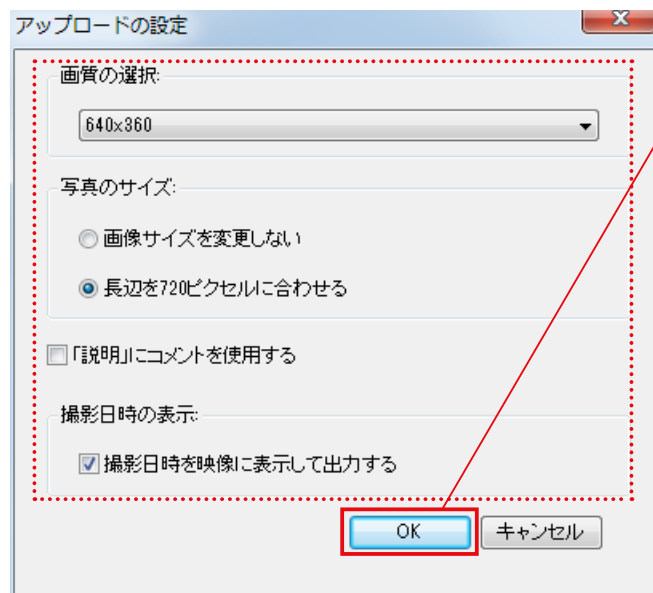 アップロードの設定
画質の選択:
640x360
写真のサイズ:
画像サイズを変更しない
長辺を720ピクセルに合わせる
「説明」にコメントを使用する
撮影日時の表示:
撮影日時を映像に表示して出力する
OK キャンセル